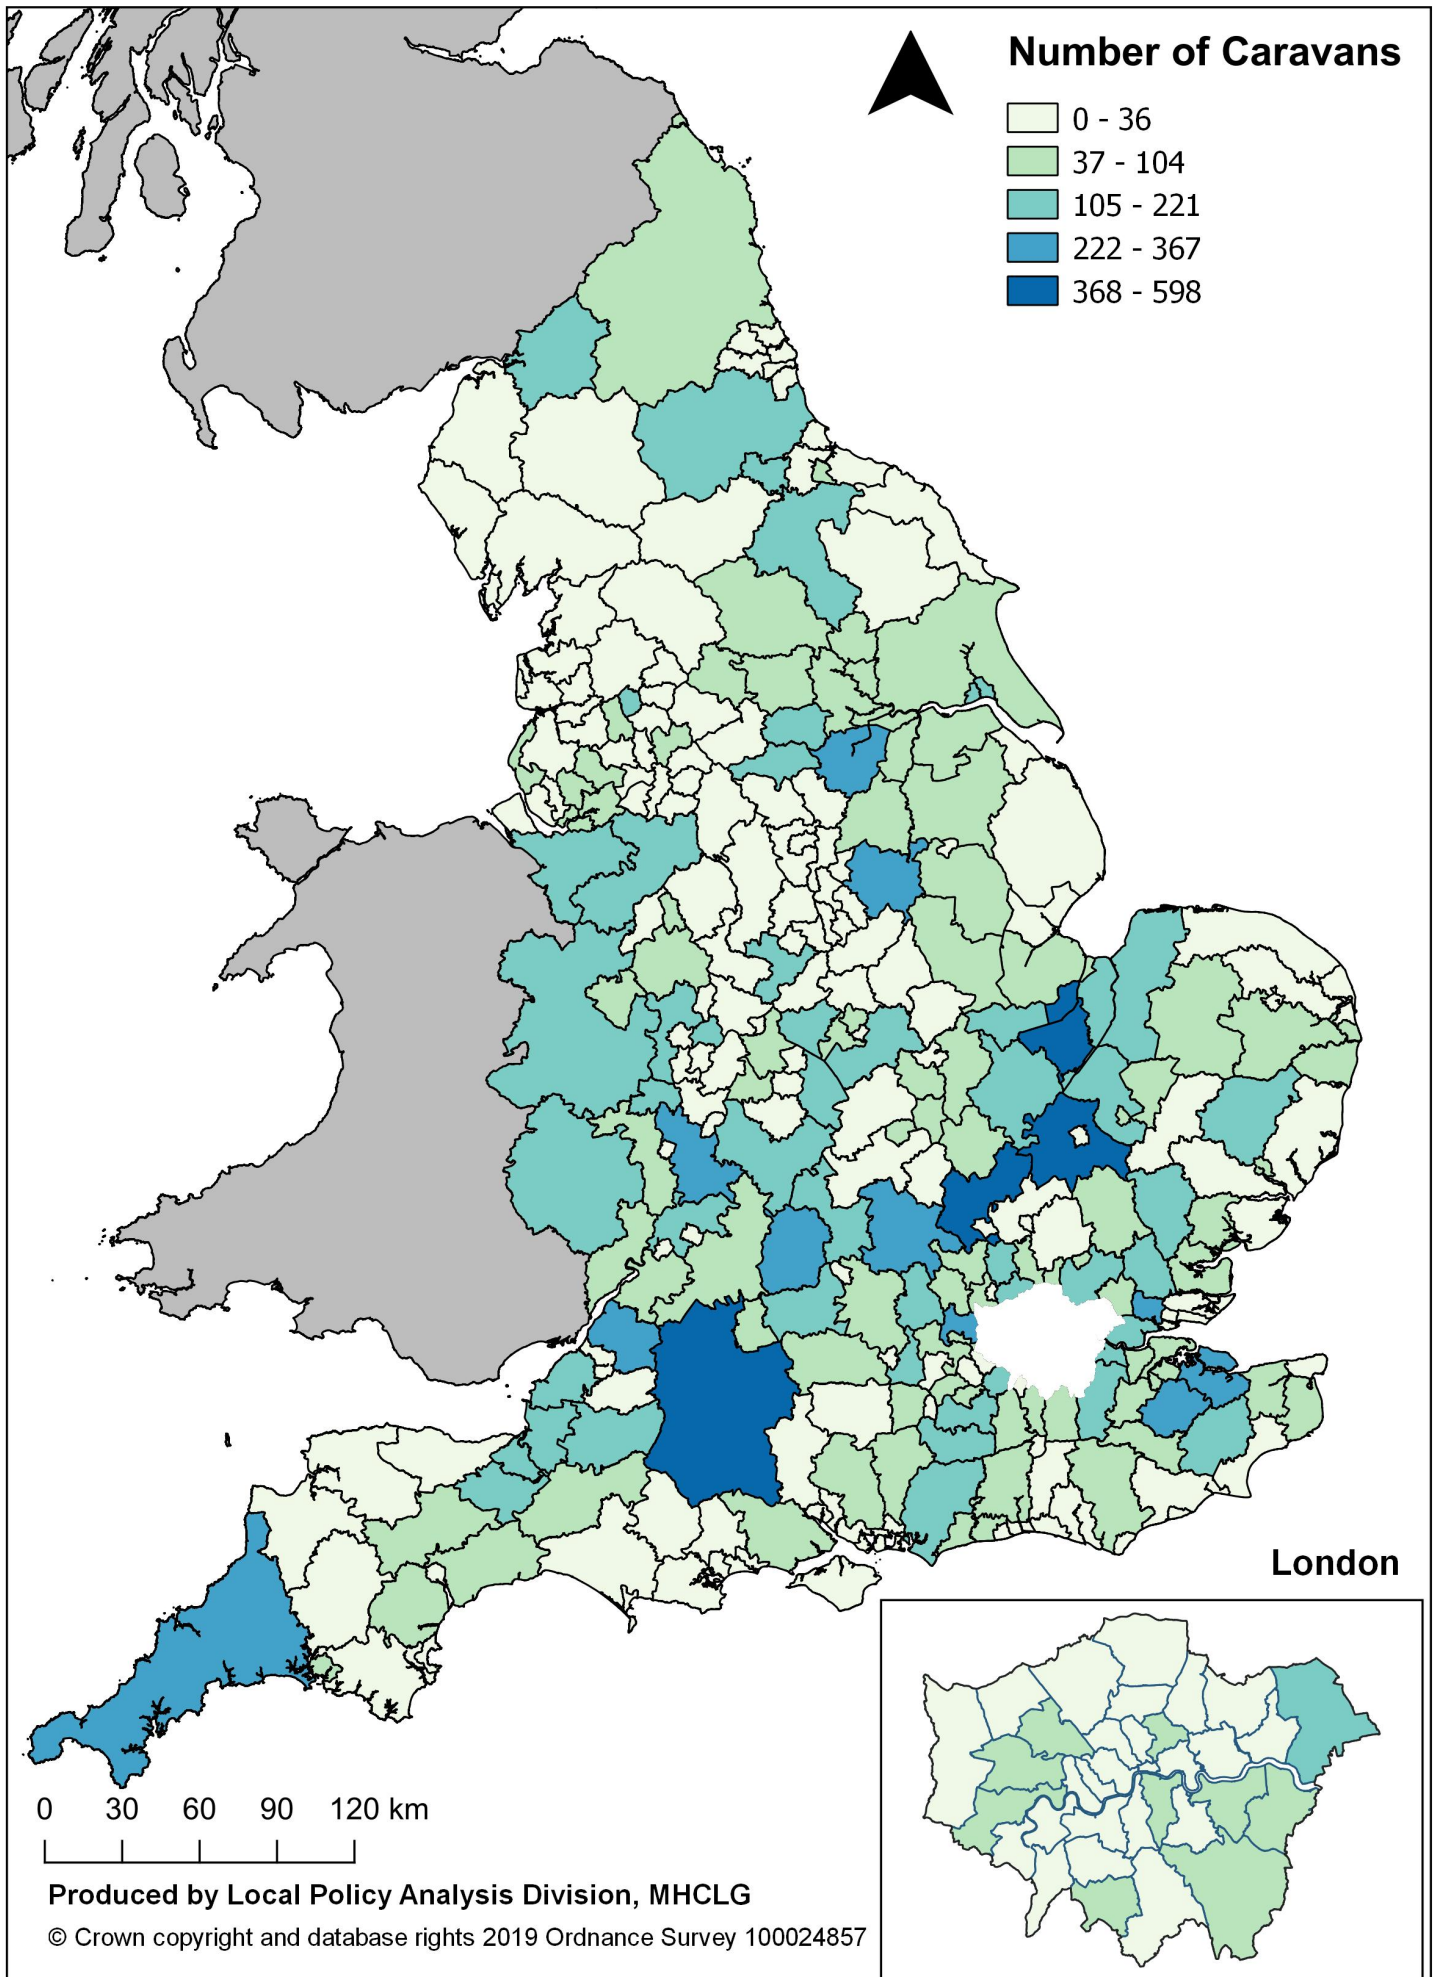 Number of Caravans
0 - 36
37 - 104
105 - 221
222 - 367
368 - 598
London
0 30 60 90 120 km
Produced by Local Policy Analysis Division, MHCLG
© Crown copyright and database rights 2019 Ordnance Survey 100024857